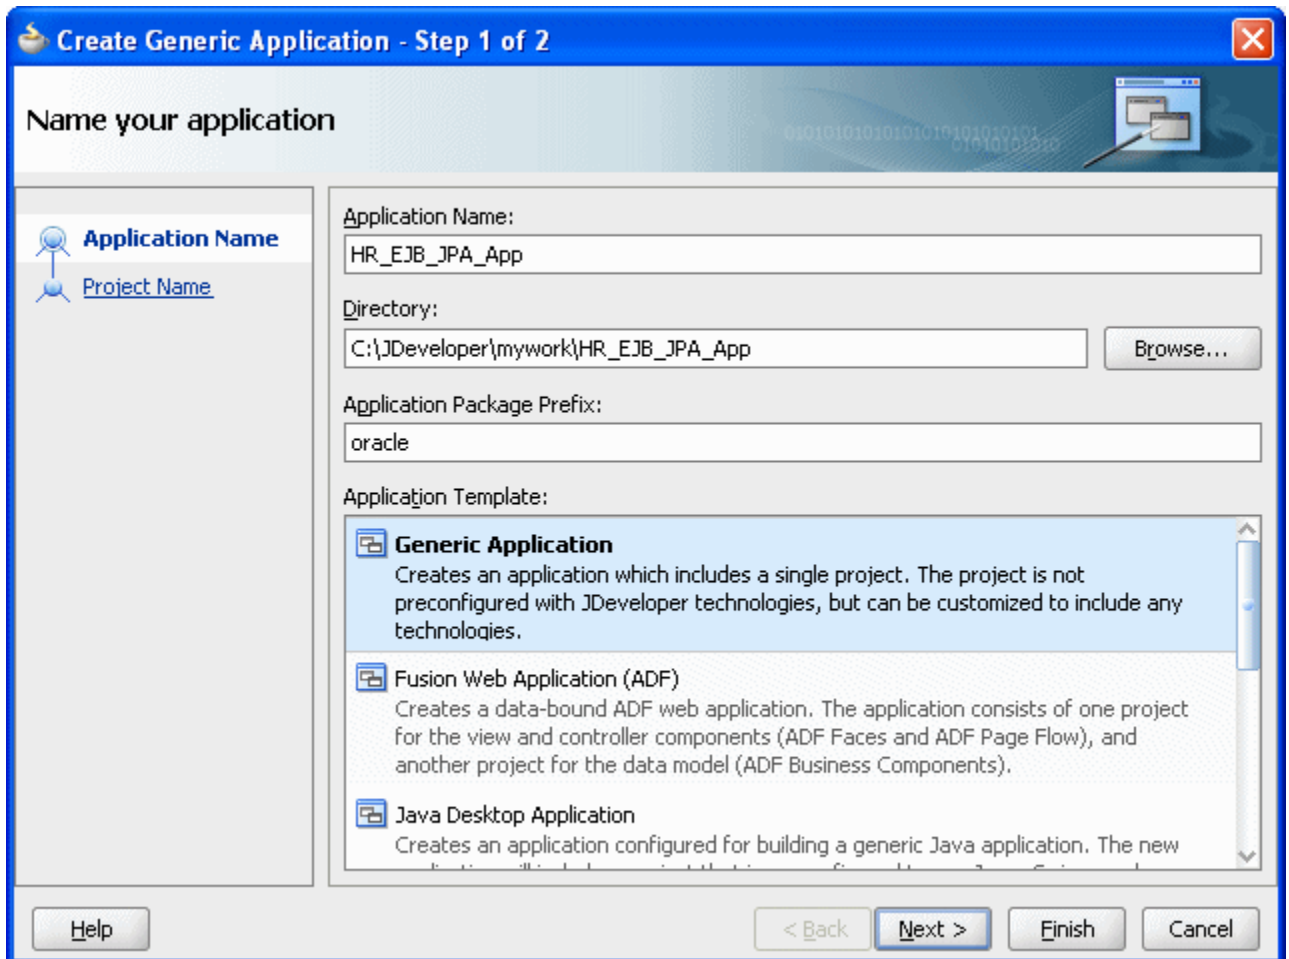 Create Generic Application - Step 1 of 2
Name your application
Application Name
Project Name
Application Name:
HR_EJB_JPA_App
Directory:
C:\JDeveloper\mywork\HR_EJB_JPA_App
Browse...
Application Package Prefix:
oracle
Application Template:
Generic Application
Creates an application which includes a single project. The project is not
preconfigured with JDeveloper technologies, but can be customized to include any
technologies.
Fusion Web Application (ADF)
Creates a data-bound ADF web application. The application consists of one project
for the view and controller components (ADF Faces and ADF Page Flow), and
another project for the data model (ADF Business Components).
Java Desktop Application
Creates an application configured for building a generic Java application. The new
Help
< Back
Next >
Finish
Cancel